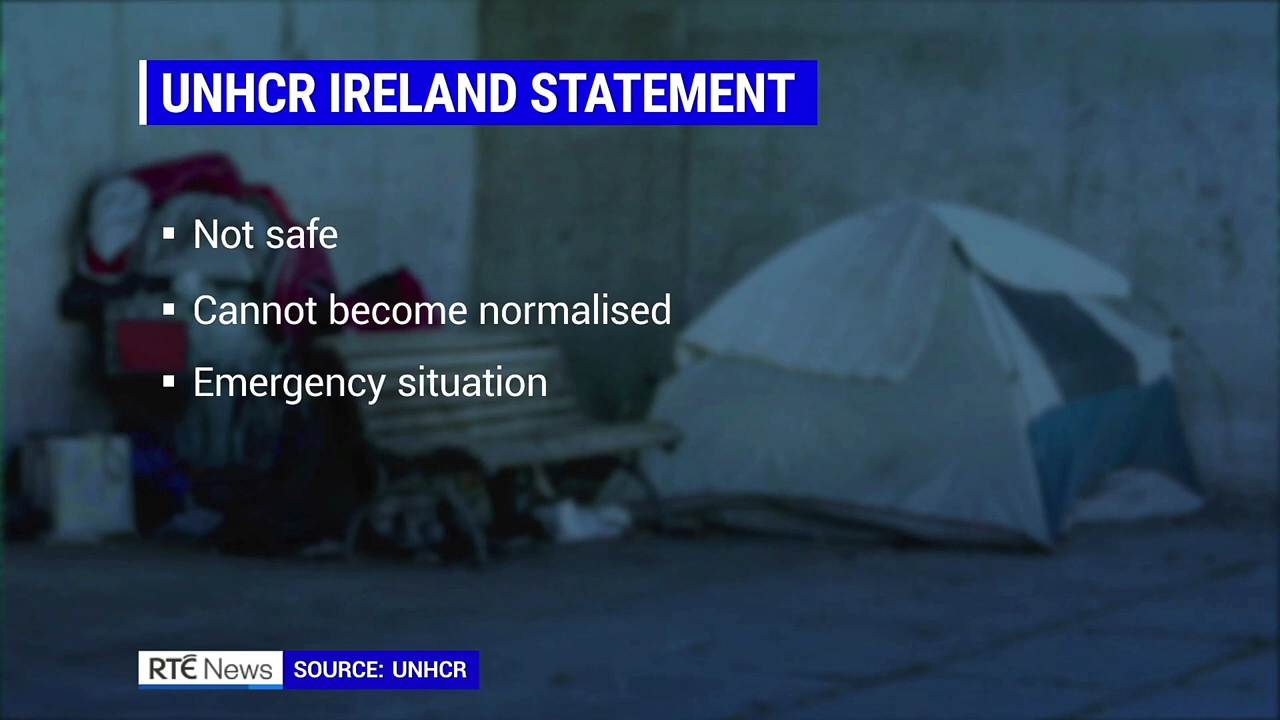 UNHCR IRELAND STATEMENT
Not safe
Cannot become normalised
Emergency situation
RTÉ News SOURCE: UNHCR